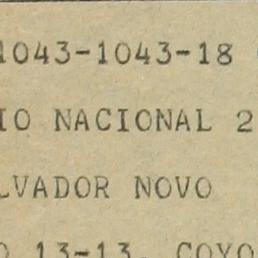 1043-1043-18
IO NACIONAL 2
LVADOR NOVO
O 13-13, COYO